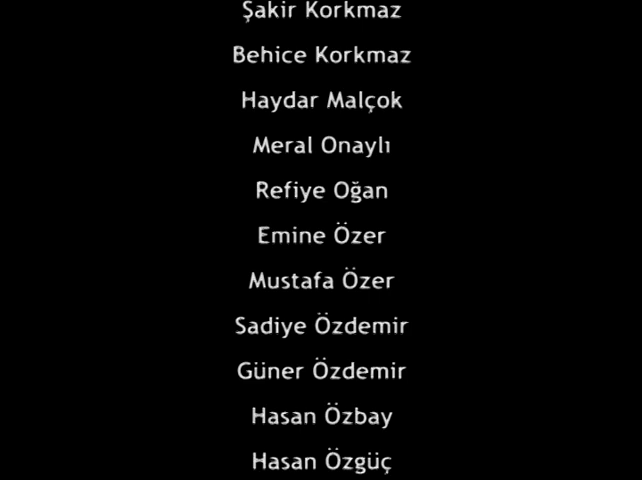 Şakir Korkmaz
Behice Korkmaz
Haydar Malçok
Meral Onaylı
Refiye Oğan
Emine Özer
Mustafa Özer
Sadiye Özdemir
Güner Özdemir
Hasan Özbay
Hasan Özgüç